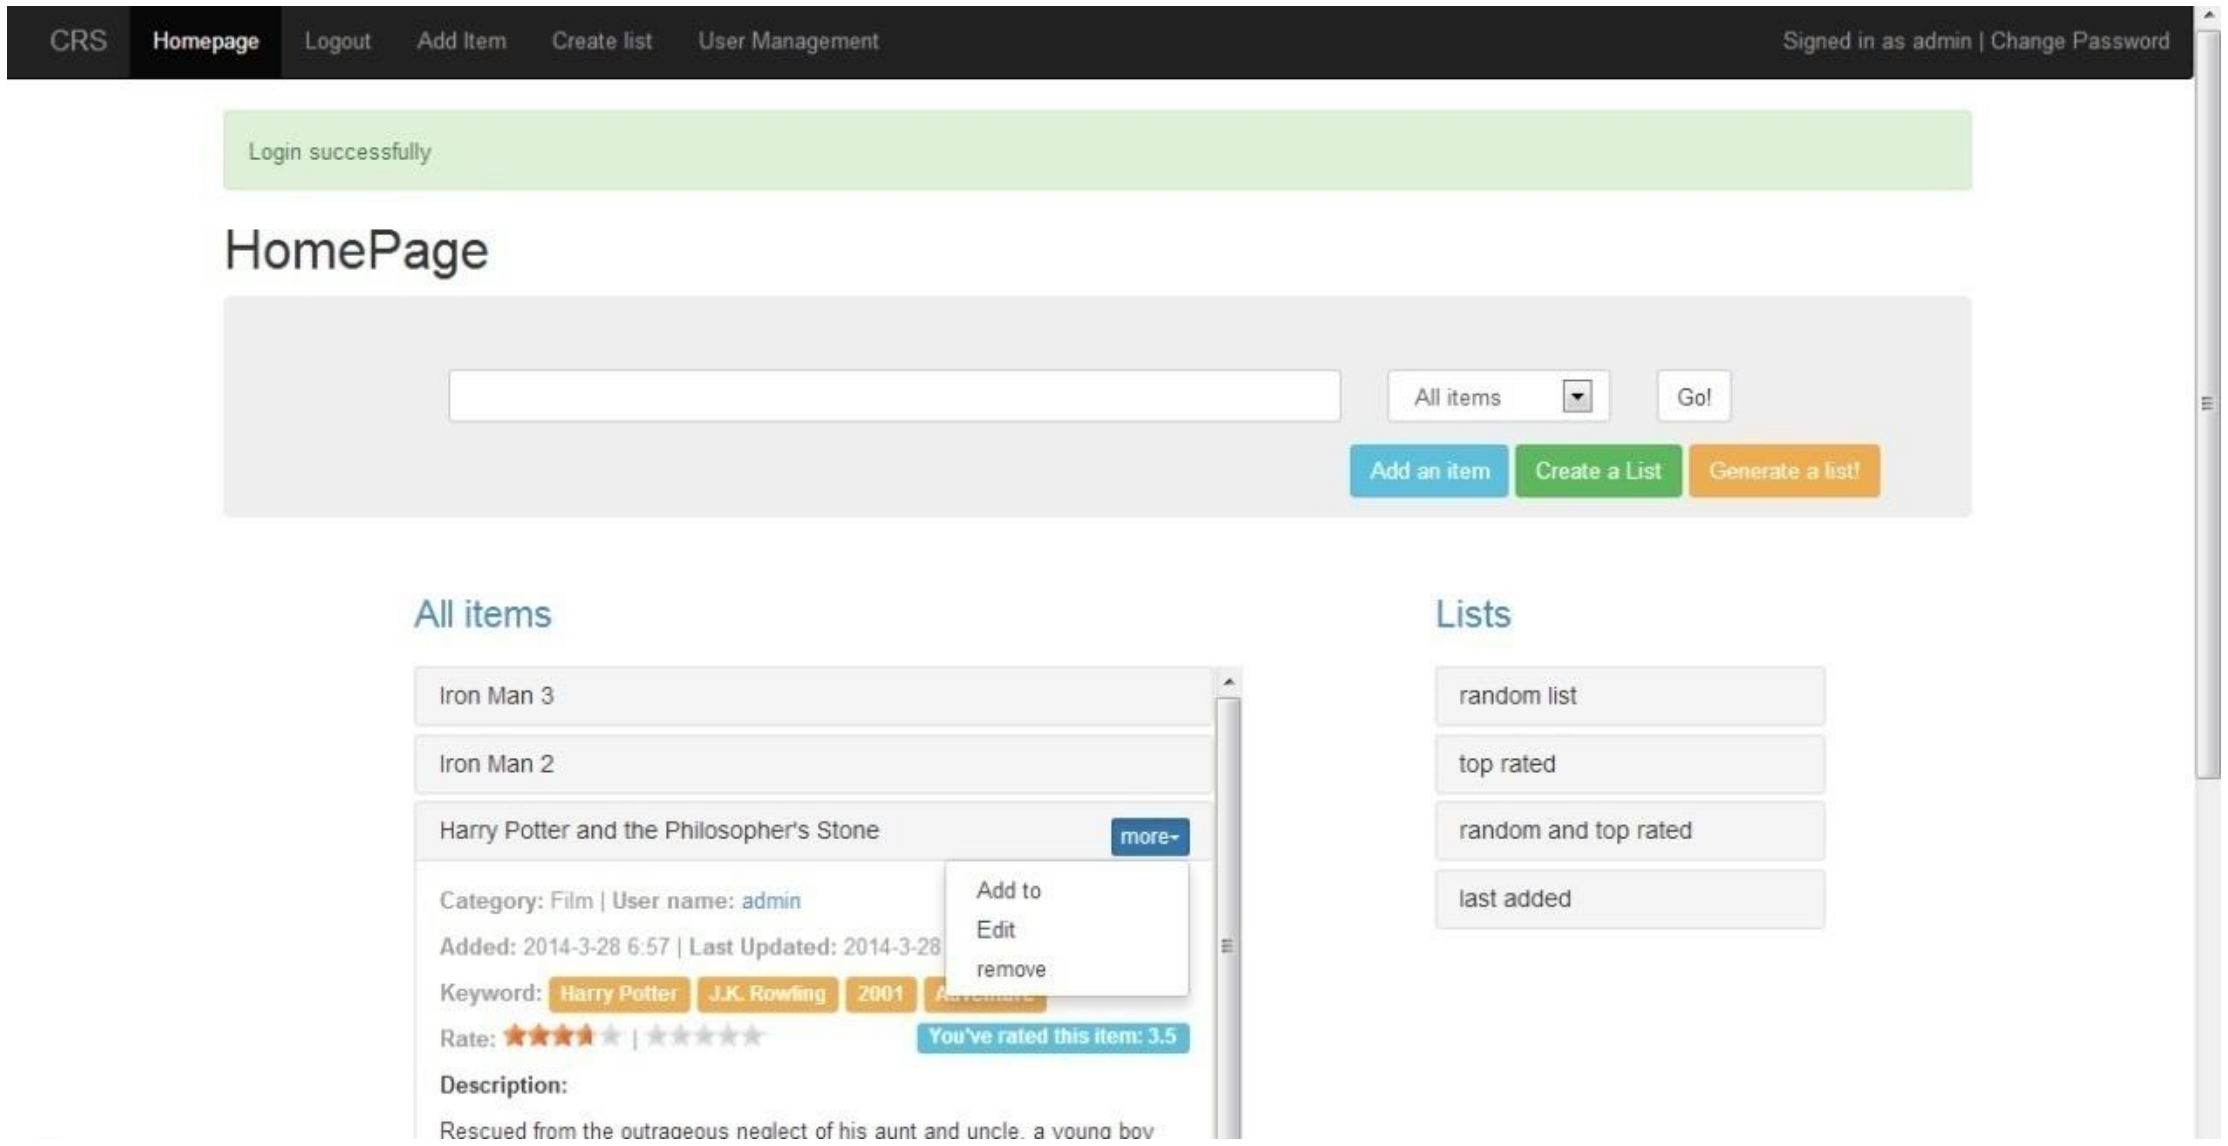 CRS Homepage Logout Add Item Create list User Management Signed in as admin | Change Password
Login successfully
HomePage
All items Go!
Add an item Create a List Generate a list!
All items
Iron Man 3
Iron Man 2
Harry Potter and the Philosopher's Stone more
Add to
Edit
remove
Category: Film | User name: admin
Added: 2014-3-28 6:57 | Last Updated: 2014-3-28
Keyword: Harry Potter J.K. Rowling 2001
Rate: | You've rated this item: 3.5
Description:
Rescued from the outrageous neglect of his aunt and uncle, a young boy
Lists
random list
top rated
random and top rated
last added